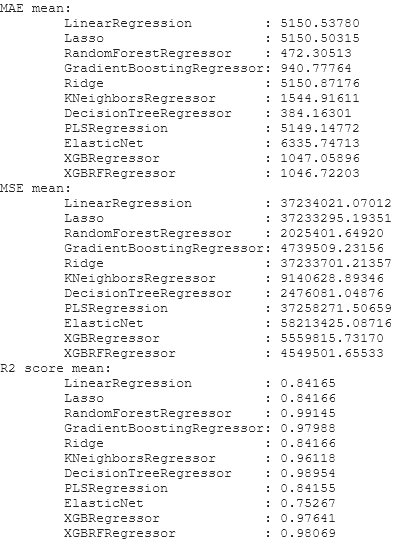 MAE mean:
LinearRegression : 5150.53780
Lasso : 5150.50315
RandomForestRegressor : 472.30513
GradientBoostingRegressor: 940.77764
Ridge : 5150.87176
KNeighborsRegressor : 1544.91611
DecisionTreeRegressor : 384.16301
PLSRegression : 5149.14772
ElasticNet : 6335.74713
XGBRegressor : 1047.05896
XGBRFRegressor : 1046.72203
MSE mean:
LinearRegression : 37234021.07012
Lasso : 37233295.19351
RandomForestRegressor : 2025401.64920
GradientBoostingRegressor: 4739509.23156
Ridge : 37233701.21357
KNeighborsRegressor : 9140628.89346
DecisionTreeRegressor : 2476081.04876
PLSRegression : 37258271.50659
ElasticNet : 58213425.08716
XGBRegressor : 5559815.73170
XGBRFRegressor : 4549501.65533
R2 score mean:
LinearRegression : 0.84165
Lasso : 0.84166
RandomForestRegressor : 0.99145
GradientBoostingRegressor: 0.97988
Ridge : 0.84166
KNeighborsRegressor : 0.96118
DecisionTreeRegressor : 0.98954
PLSRegression : 0.84155
ElasticNet : 0.75267
XGBRegressor : 0.97641
XGBRFRegressor : 0.98069